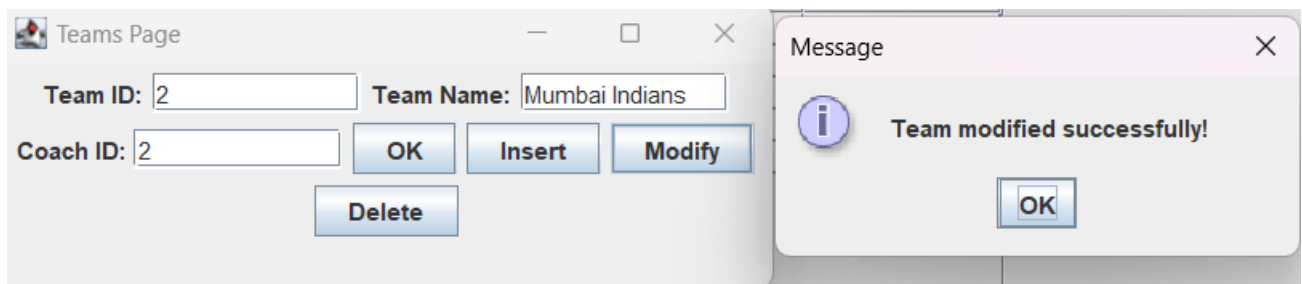 Teams Page
Team ID: 2 Team Name: Mumbai Indians
Coach ID: 2 OK Insert Modify
Delete
Message
Team modified successfully!
OK